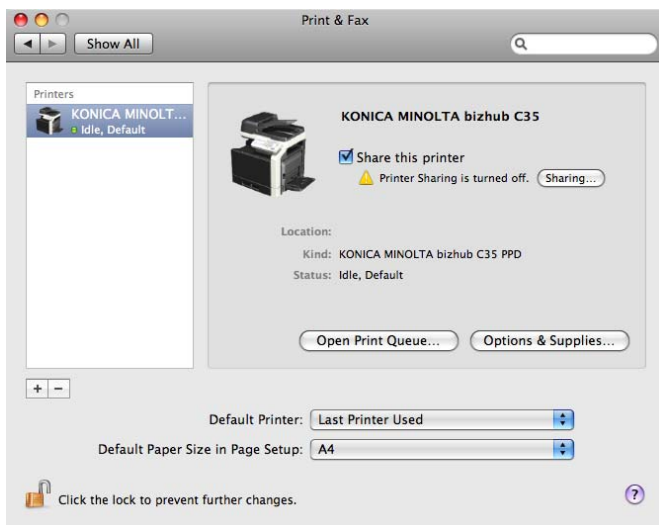 Print & Fax
Show All
Printers
KONICA MINOLT...
Idle, Default
KONICA MINOLTA bizhub C35
Share this printer
Printer Sharing is turned off. Sharing...
Location:
Kind: KONICA MINOLTA bizhub C35 PPD
Status: Idle, Default
Open Print Queue... Options & Supplies...
+ −
Default Printer: Last Printer Used
Default Paper Size in Page Setup: A4
Click the lock to prevent further changes. ?